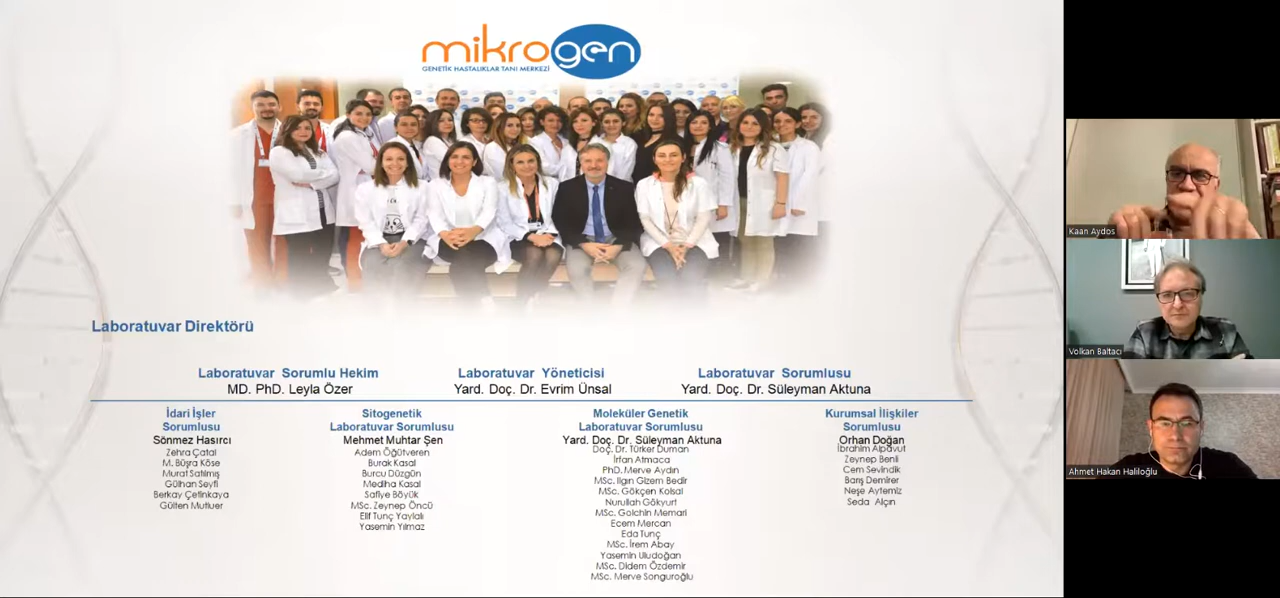 mikrogen
GENETİK HASTALIKLAR TANI MERKEZİ
Laboratuvar Direktörü
Laboratuvar Sorumlu Hekim
MD. PhD. Leyla Özer
Laboratuvar Yöneticisi
Yard. Doç. Dr. Evrim Ünsal
Laboratuvar Sorumlusu
Yard. Doç. Dr. Süleyman Aktuna
İdari İşler
Sorumlusu
Sönmez Hasırcı
Zehra Çatal
M. Büşra Köse
Murat Satılmış
Gülhan Seyfi
Berkay Çetinkaya
Gülten Mutluer
Sitogenetik
Laboratuvar Sorumlusu
Mehmet Muhtar Şen
Adem Öğütveren
Burak Kasal
Burcu Düzgün
Mediha Kasal
Safiye Böyük
MSc. Zeynep Öncü
Elif Tunç Yaylalı
Yasemin Yılmaz
Moleküler Genetik
Laboratuvar Sorumlusu
Yard. Doç. Dr. Süleyman Aktuna
Doç. Dr. Türker Duman
İrfan Atmaca
PhD. Merve Aydın
MSc. Ilgın Gizem Bedir
MSc. Gökçen Kolsal
Nurullah Gökyurt
MSc. Golchin Memari
Ecem Mercan
Eda Tunç
MSc. İrem Abay
Yasemin Uludoğan
MSc. Didem Özdemir
MSc. Merve Songuroğlu
Kurumsal İlişkiler
Sorumlusu
Orhan Doğan
İbrahim Alpavut
Zeynep Benli
Cem Sevindik
Barış Demirer
Neşe Aytemiz
Seda Alçın
Kaan Aydos
Volkan Baltacı
Ahmet Hakan Haliloğlu